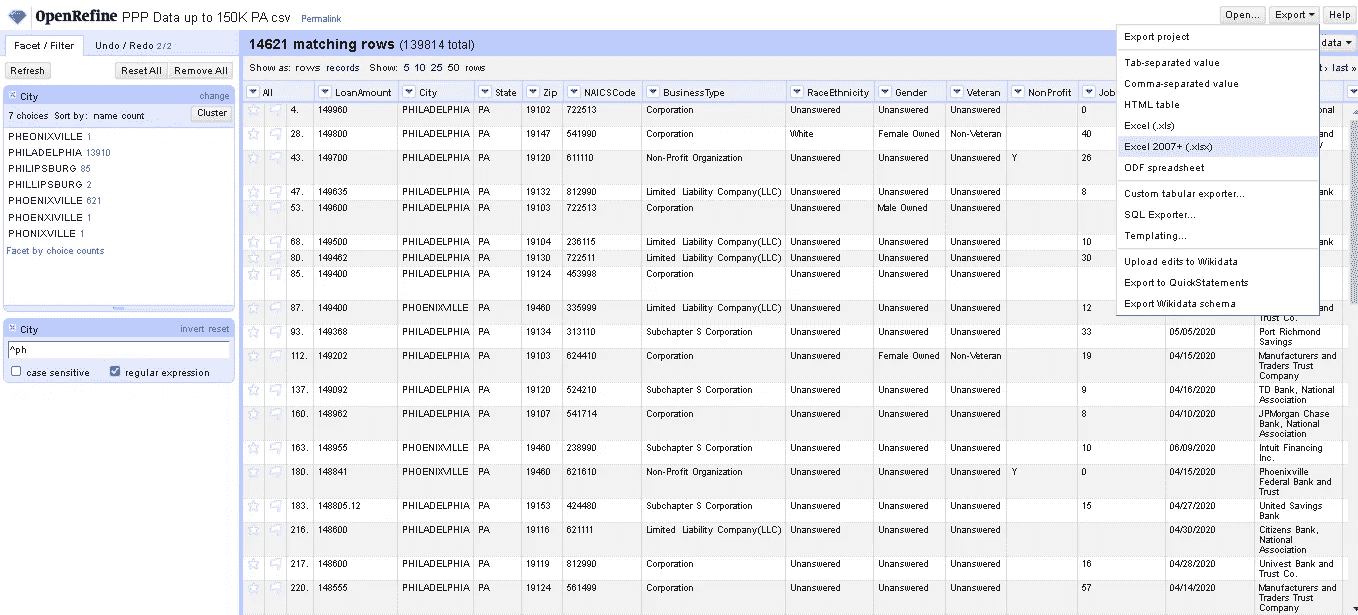 OpenRefine PPP Data up to 150K PA csv Permalink Open... Export Help
Facet / Filter Undo / Redo 2/2
Refresh Reset All Remove All
City change
7 choices Sort by: name count Cluster
PHEONIXVILLE 1
PHILADELPHIA 13910
PHILIPSBURG 85
PHILLIPSBURG 2
PHOENIXVILLE 621
PHOENXIVILLE 1
PHONIXVILLE 1
Facet by choice counts
City invert reset
^ph
case sensitive regular expression
14621 matching rows (139814 total)
Show as: rows records Show: 5 10 25 50 rows last »
All LoanAmount City State Zip NAICSCode BusinessType RaceEthnicity Gender Veteran NonProfit Job
4. 149960 PHILADELPHIA PA 19102 722513 Corporation Unanswered Unanswered Unanswered 0
28. 149800 PHILADELPHIA PA 19147 541990 Corporation White Female Owned Non-Veteran 40
43. 149700 PHILADELPHIA PA 19120 611110 Non-Profit Organization Unanswered Unanswered Unanswered Y 26
47. 149635 PHILADELPHIA PA 19132 812990 Limited Liability Company(LLC) Unanswered Unanswered Unanswered 8
53. 149600 PHILADELPHIA PA 19103 722513 Corporation Unanswered Male Owned Unanswered
68. 149500 PHILADELPHIA PA 19104 236115 Limited Liability Company(LLC) Unanswered Unanswered Unanswered 10
80. 149462 PHILADELPHIA PA 19130 722511 Limited Liability Company(LLC) Unanswered Unanswered Unanswered 30
85. 149400 PHILADELPHIA PA 19124 453998 Corporation Unanswered Unanswered Unanswered
87. 149400 PHOENIXVILLE PA 19460 335999 Limited Liability Company(LLC) Unanswered Unanswered Unanswered 12
Trust Co.
93. 149368 PHILADELPHIA PA 19134 313110 Subchapter S Corporation Unanswered Unanswered Unanswered 33 05/05/2020 Port Richmond
Savings
112. 149202 PHILADELPHIA PA 19103 624410 Corporation Unanswered Female Owned Non-Veteran 19 04/15/2020 Manufacturers and
Traders Trust
Company
137. 149092 PHILADELPHIA PA 19120 524210 Subchapter S Corporation Unanswered Unanswered Unanswered 9 04/16/2020 TD Bank, National
Association
160. 148962 PHILADELPHIA PA 19107 541714 Corporation Unanswered Unanswered Unanswered 8 04/10/2020 JPMorgan Chase
Bank, National
Association
163. 148955 PHOENIXVILLE PA 19460 238990 Subchapter S Corporation Unanswered Unanswered Unanswered 10 06/09/2020 Intuit Financing
Inc.
180. 148841 PHOENIXVILLE PA 19460 621610 Non-Profit Organization Unanswered Unanswered Unanswered Y 0 04/15/2020 Phoenixville
Federal Bank and
Trust
183. 148805.12 PHILADELPHIA PA 19153 424480 Subchapter S Corporation Unanswered Unanswered Unanswered 15 04/27/2020 United Savings
Bank
216. 148600 PHILADELPHIA PA 19116 621111 Limited Liability Company(LLC) Unanswered Unanswered Unanswered 04/30/2020 Citizens Bank,
National
Association
217. 148600 PHILADELPHIA PA 19119 812990 Corporation Unanswered Unanswered Unanswered 16 04/28/2020 Univest Bank and
Trust Co.
220. 148555 PHILADELPHIA PA 19124 561499 Corporation Unanswered Unanswered Unanswered 57 04/14/2020 Manufacturers and
Traders Trust
Company
Export project
Tab-separated value
Comma-separated value
HTML table
Excel (.xls)
Excel 2007+ (.xlsx)
ODF spreadsheet
Custom tabular exporter...
SQL Exporter...
Templating...
Upload edits to Wikidata
Export to QuickStatements
Export Wikidata schema